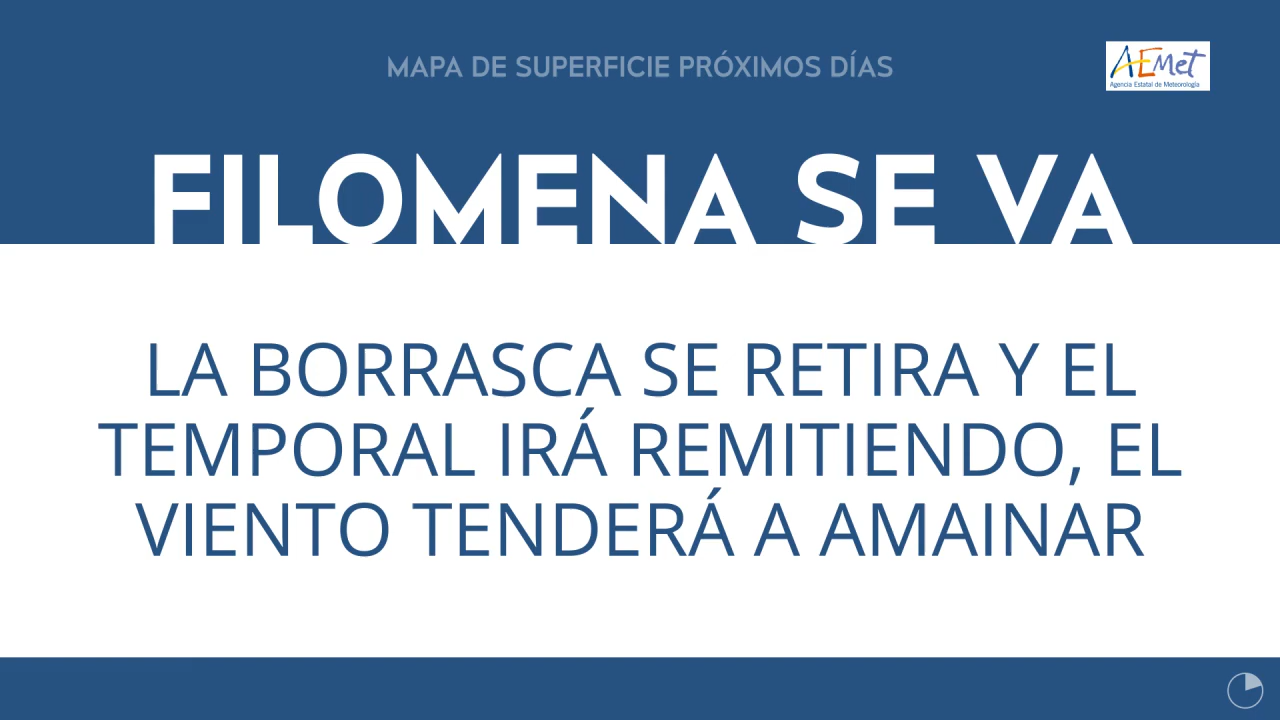 MAPA DE SUPERFICIE PRÓXIMOS DÍAS
AEMet
Agencia Estatal de Meteorología
FILOMENA SE VA
LA BORRASCA SE RETIRA Y EL
TEMPORAL IRÁ REMITIENDO, EL
VIENTO TENDERÁ A AMAINAR